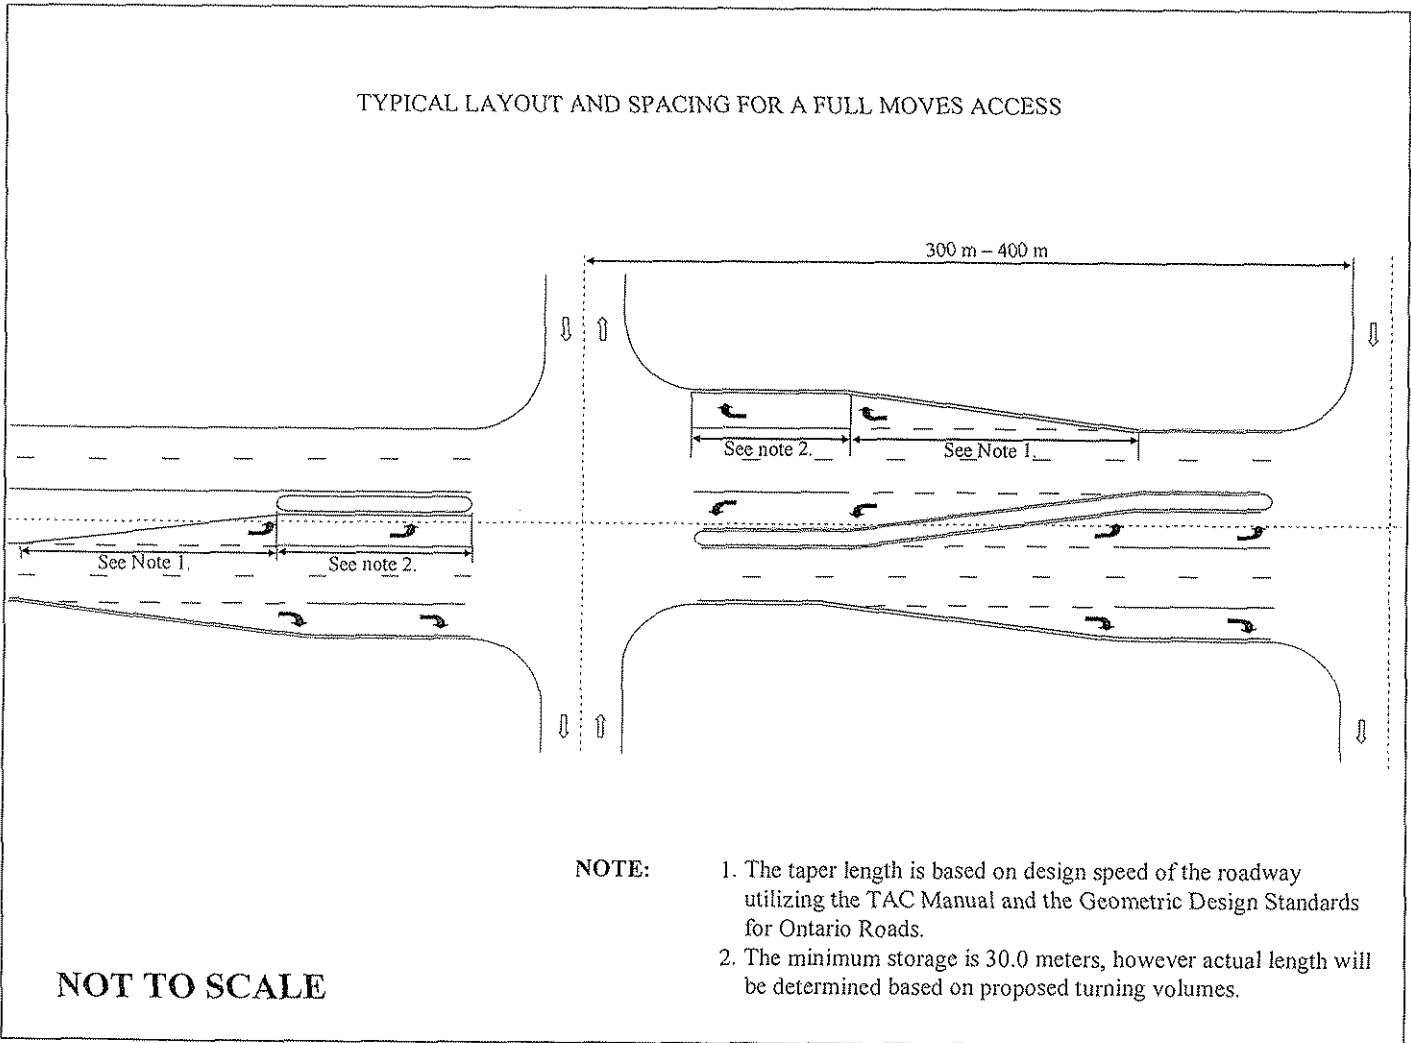 TYPICAL LAYOUT AND SPACING FOR A FULL MOVES ACCESS
300 m – 400 m
See note 2.
See Note 1.
See Note 1.
See note 2.
NOTE:
1. The taper length is based on design speed of the roadway
utilizing the TAC Manual and the Geometric Design Standards
for Ontario Roads.
2. The minimum storage is 30.0 meters, however actual length will
be determined based on proposed turning volumes.
NOT TO SCALE